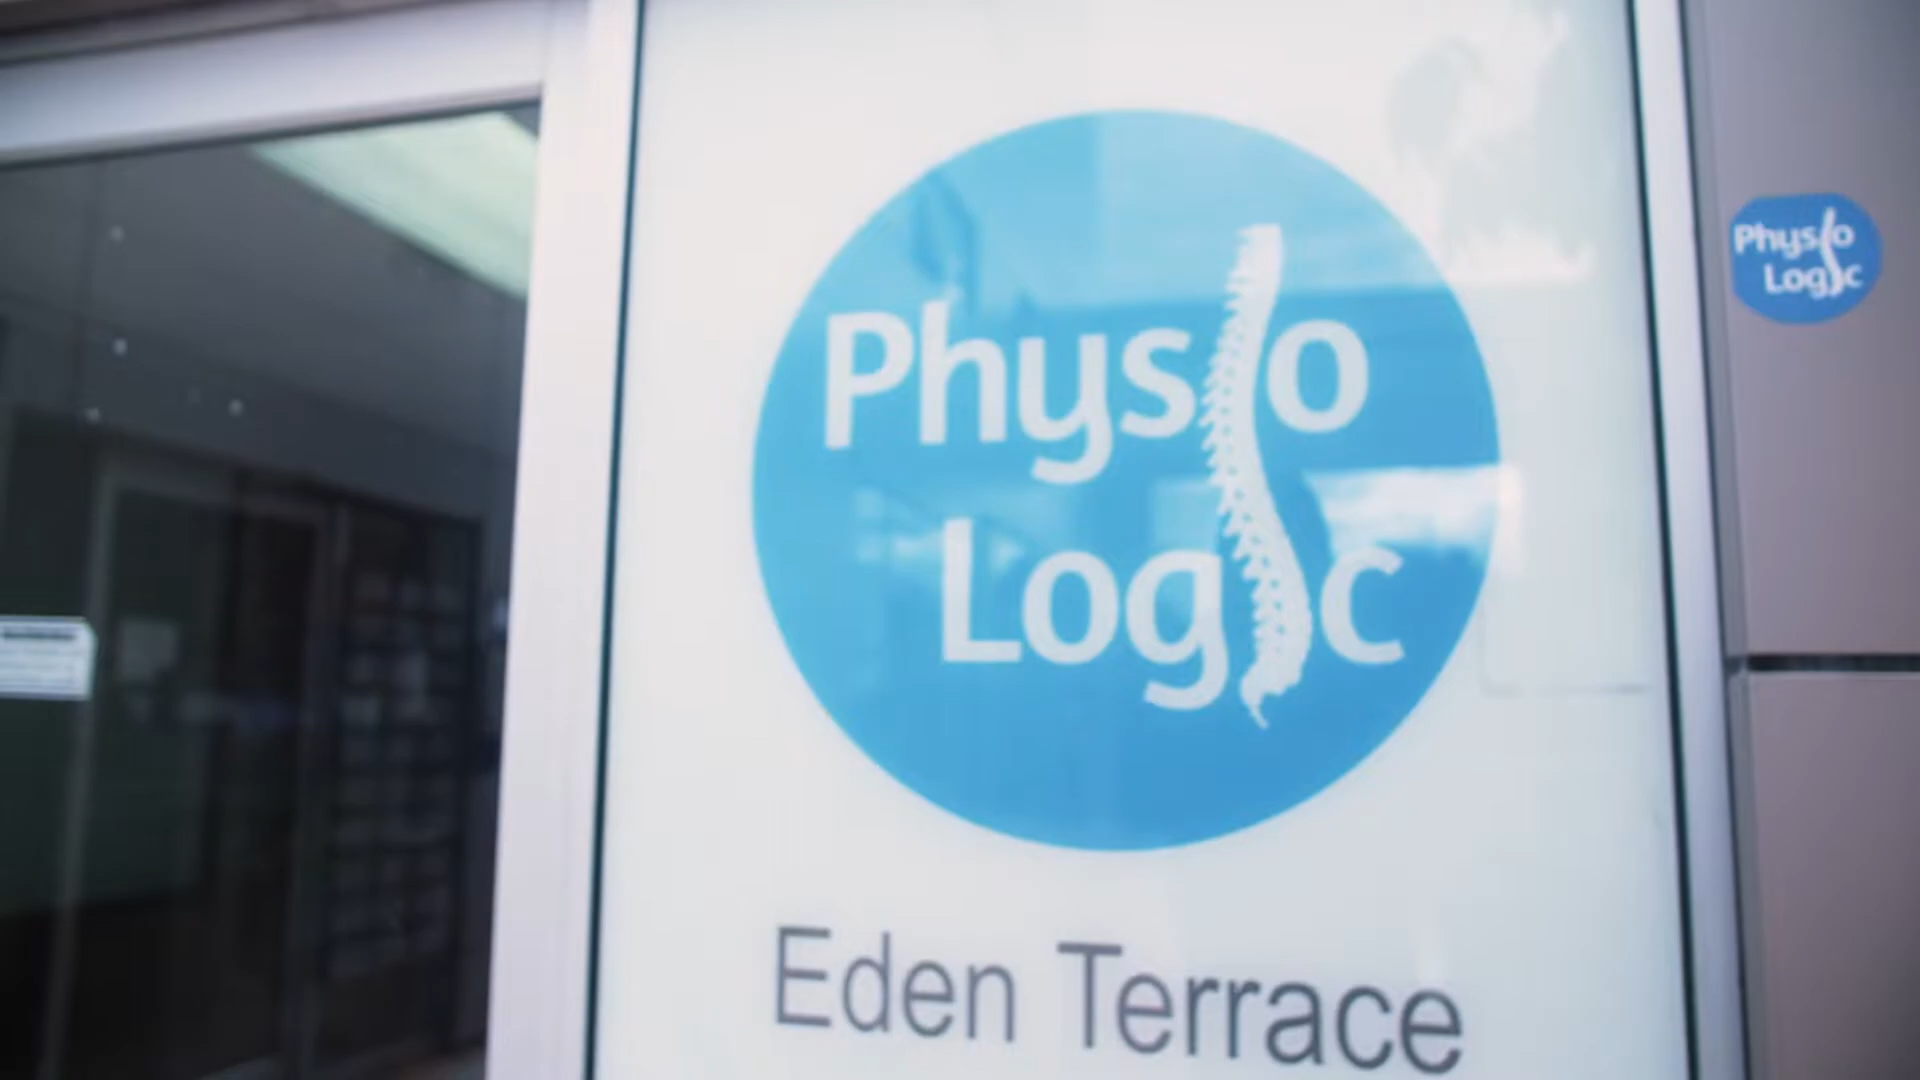 Physio
Logic
Eden Terrace
Physio
Logic